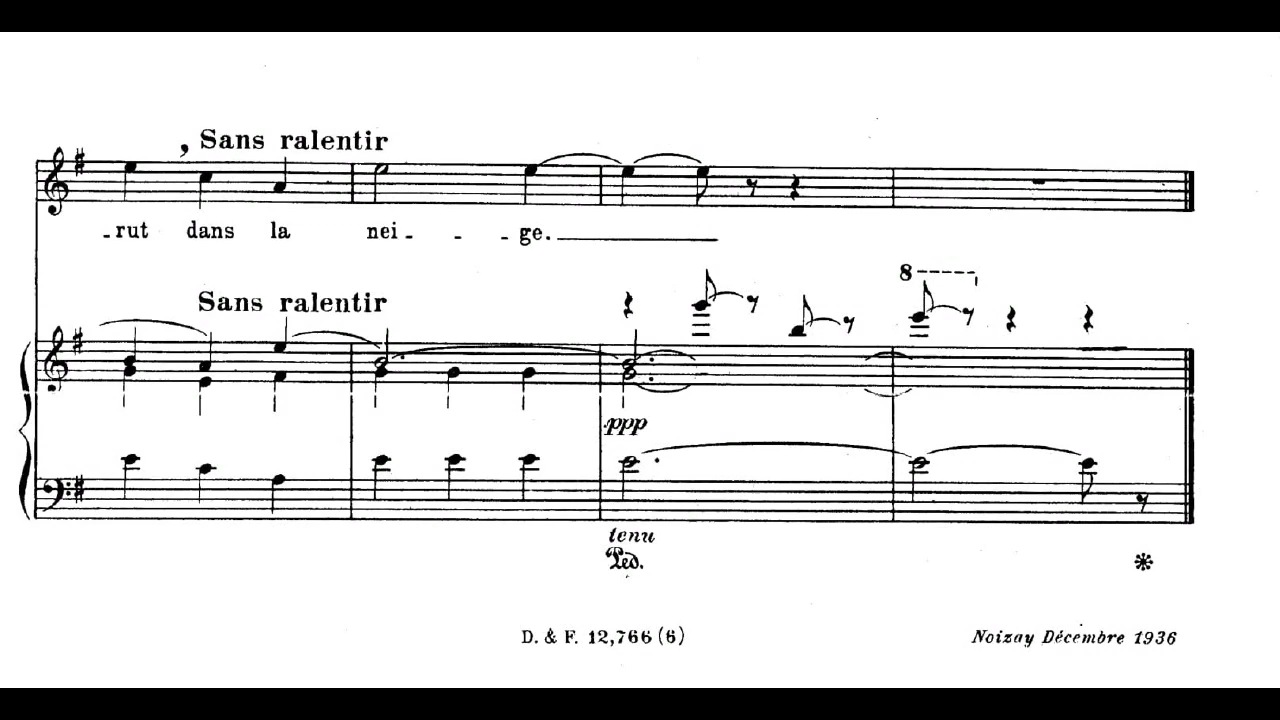 , Sans ralentir
-rut dans la nei - - - ge.
Sans ralentir
8
ppp
tenu
Ped.
D. & F. 12,766 (6)
Noizay Décembre 1936